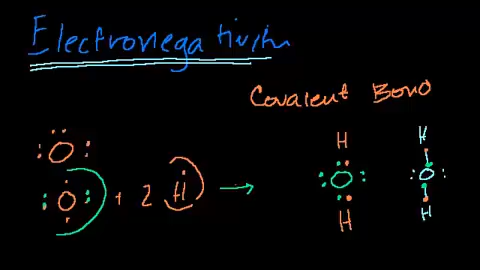 Electronegativity
Covalent Bond
H H
O
O + 2 H → O O
H H